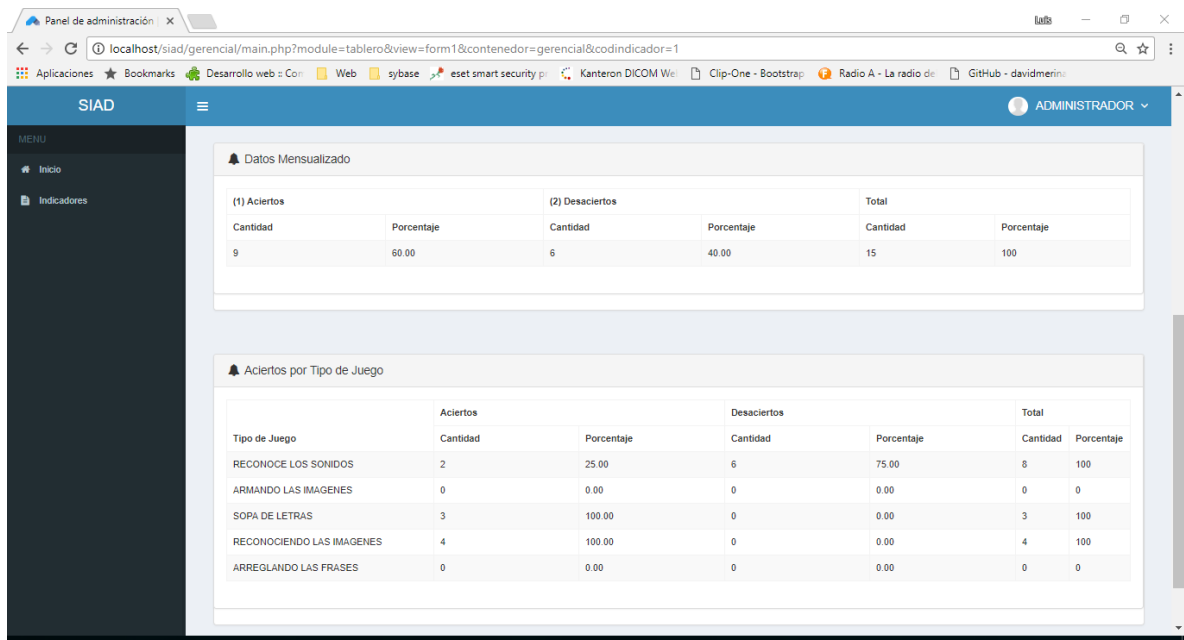 Panel de administración
Luis
localhost/siad/gerencial/main.php?module=tablero&view=form1&contenedor=gerencial&codindicador=1
Aplicaciones Bookmarks Desarrollo web :: Com Web sybase eset smart security p Kanteron DICOM We Clip-One - Bootstrap Radio A - La radio de GitHub - davidmerina
SIAD ADMINISTRADOR
MENU
Inicio
Indicadores
Datos Mensualizado
(1) Aciertos (2) Desaciertos Total
Cantidad Porcentaje Cantidad Porcentaje Cantidad Porcentaje
9 60.00 6 40.00 15 100
Aciertos por Tipo de Juego
Aciertos Desaciertos Total
Tipo de Juego Cantidad Porcentaje Cantidad Porcentaje Cantidad Porcentaje
RECONOCE LOS SONIDOS 2 25.00 6 75.00 8 100
ARMANDO LAS IMAGENES 0 0.00 0 0.00 0 0
SOPA DE LETRAS 3 100.00 0 0.00 3 100
RECONOCIENDO LAS IMAGENES 4 100.00 0 0.00 4 100
ARREGLANDO LAS FRASES 0 0.00 0 0.00 0 0